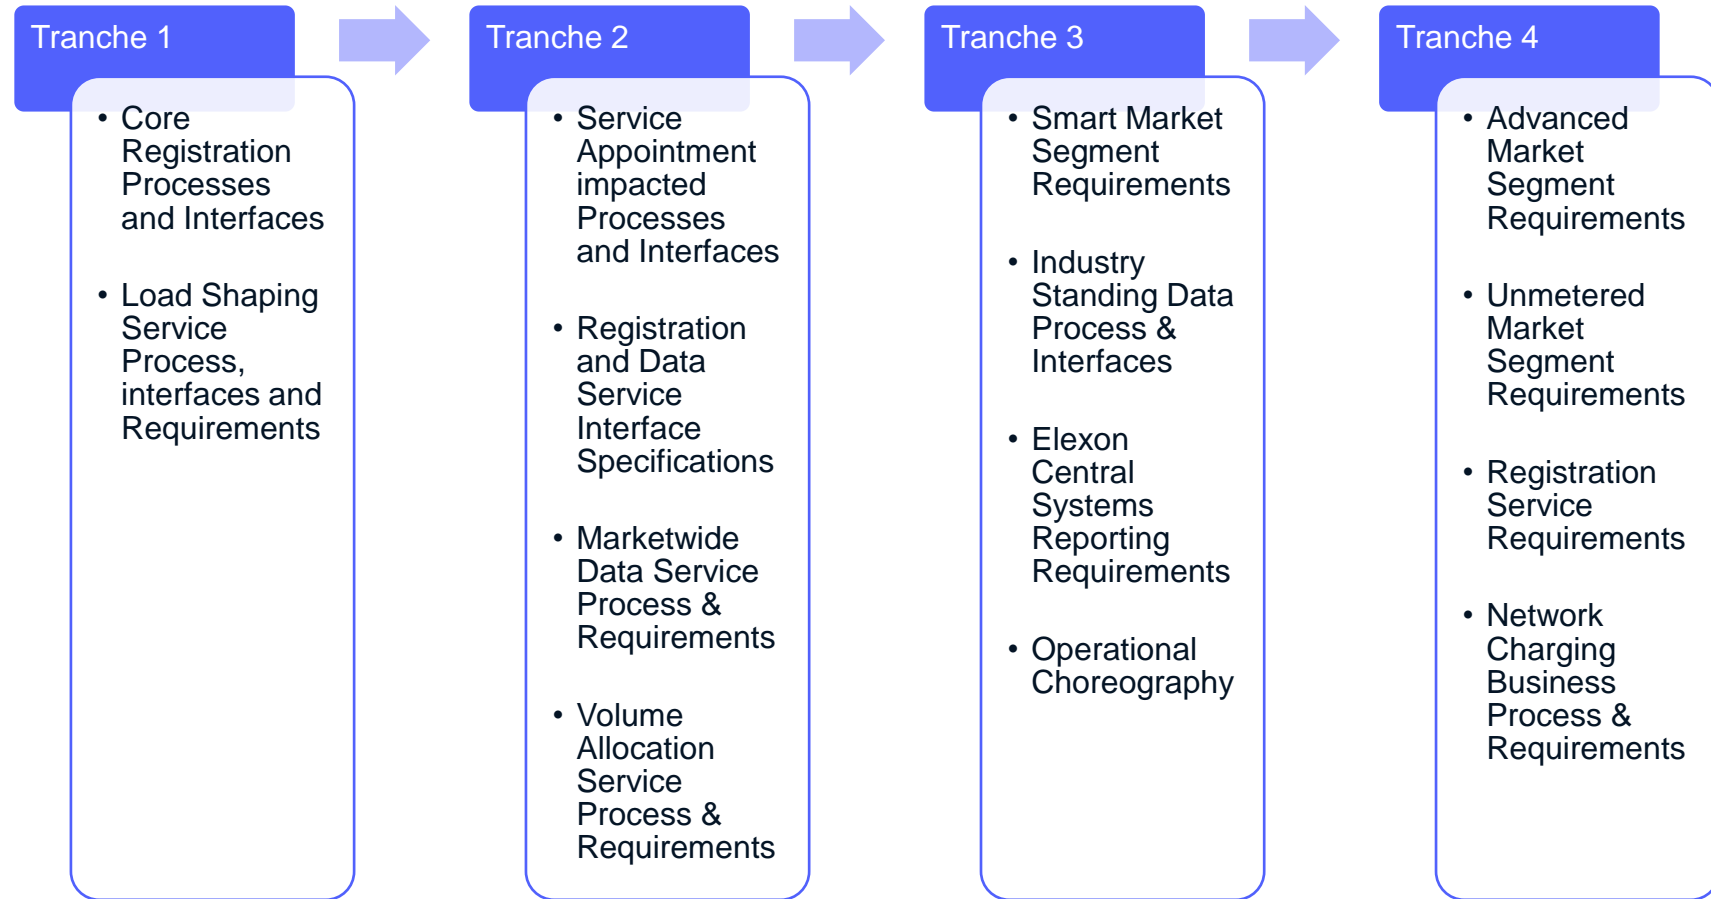 Tranche 1
• Core
Registration
Processes
and Interfaces
• Load Shaping
Service
Process,
interfaces and
Requirements
Tranche 2
• Service
Appointment
impacted
Processes
and Interfaces
• Registration
and Data
Service
Interface
Specifications
• Marketwide
Data Service
Process &
Requirements
• Volume
Allocation
Service
Process &
Requirements
Tranche 3
• Smart Market
Segment
Requirements
• Industry
Standing Data
Process &
Interfaces
• Elexon
Central
Systems
Reporting
Requirements
• Operational
Choreography
Tranche 4
• Advanced
Market
Segment
Requirements
• Unmetered
Market
Segment
Requirements
• Registration
Service
Requirements
• Network
Charging
Business
Process &
Requirements